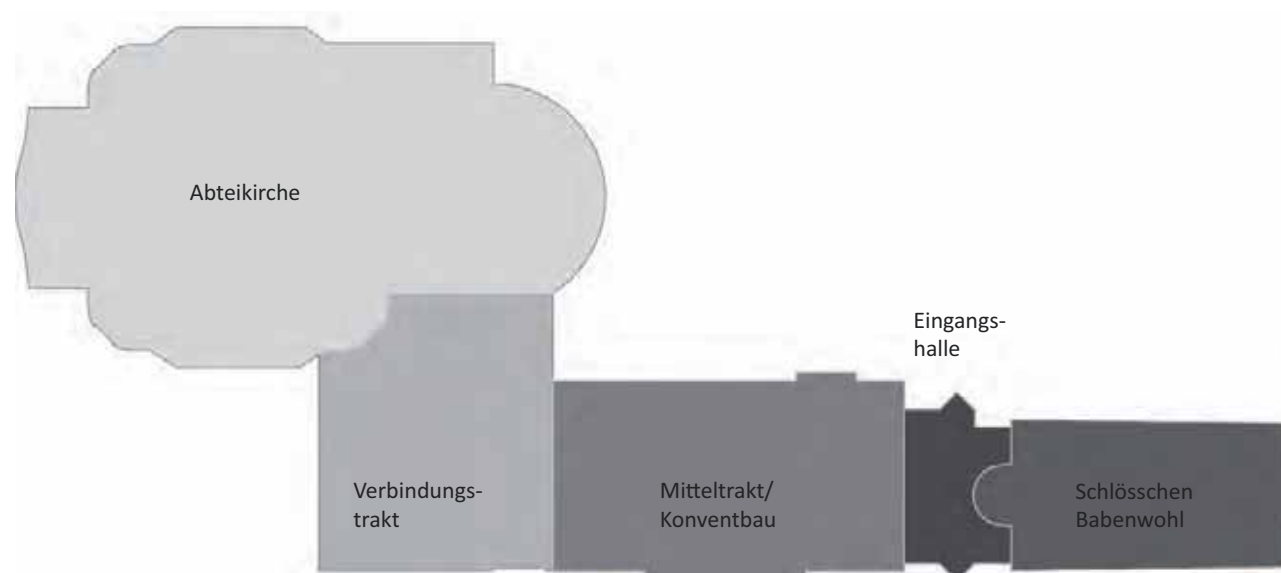 Abteikirche
Eingangs-
halle
Verbindungs-
trakt
Mitteltrakt/
Konventbau
Schlösschen
Babenwohl